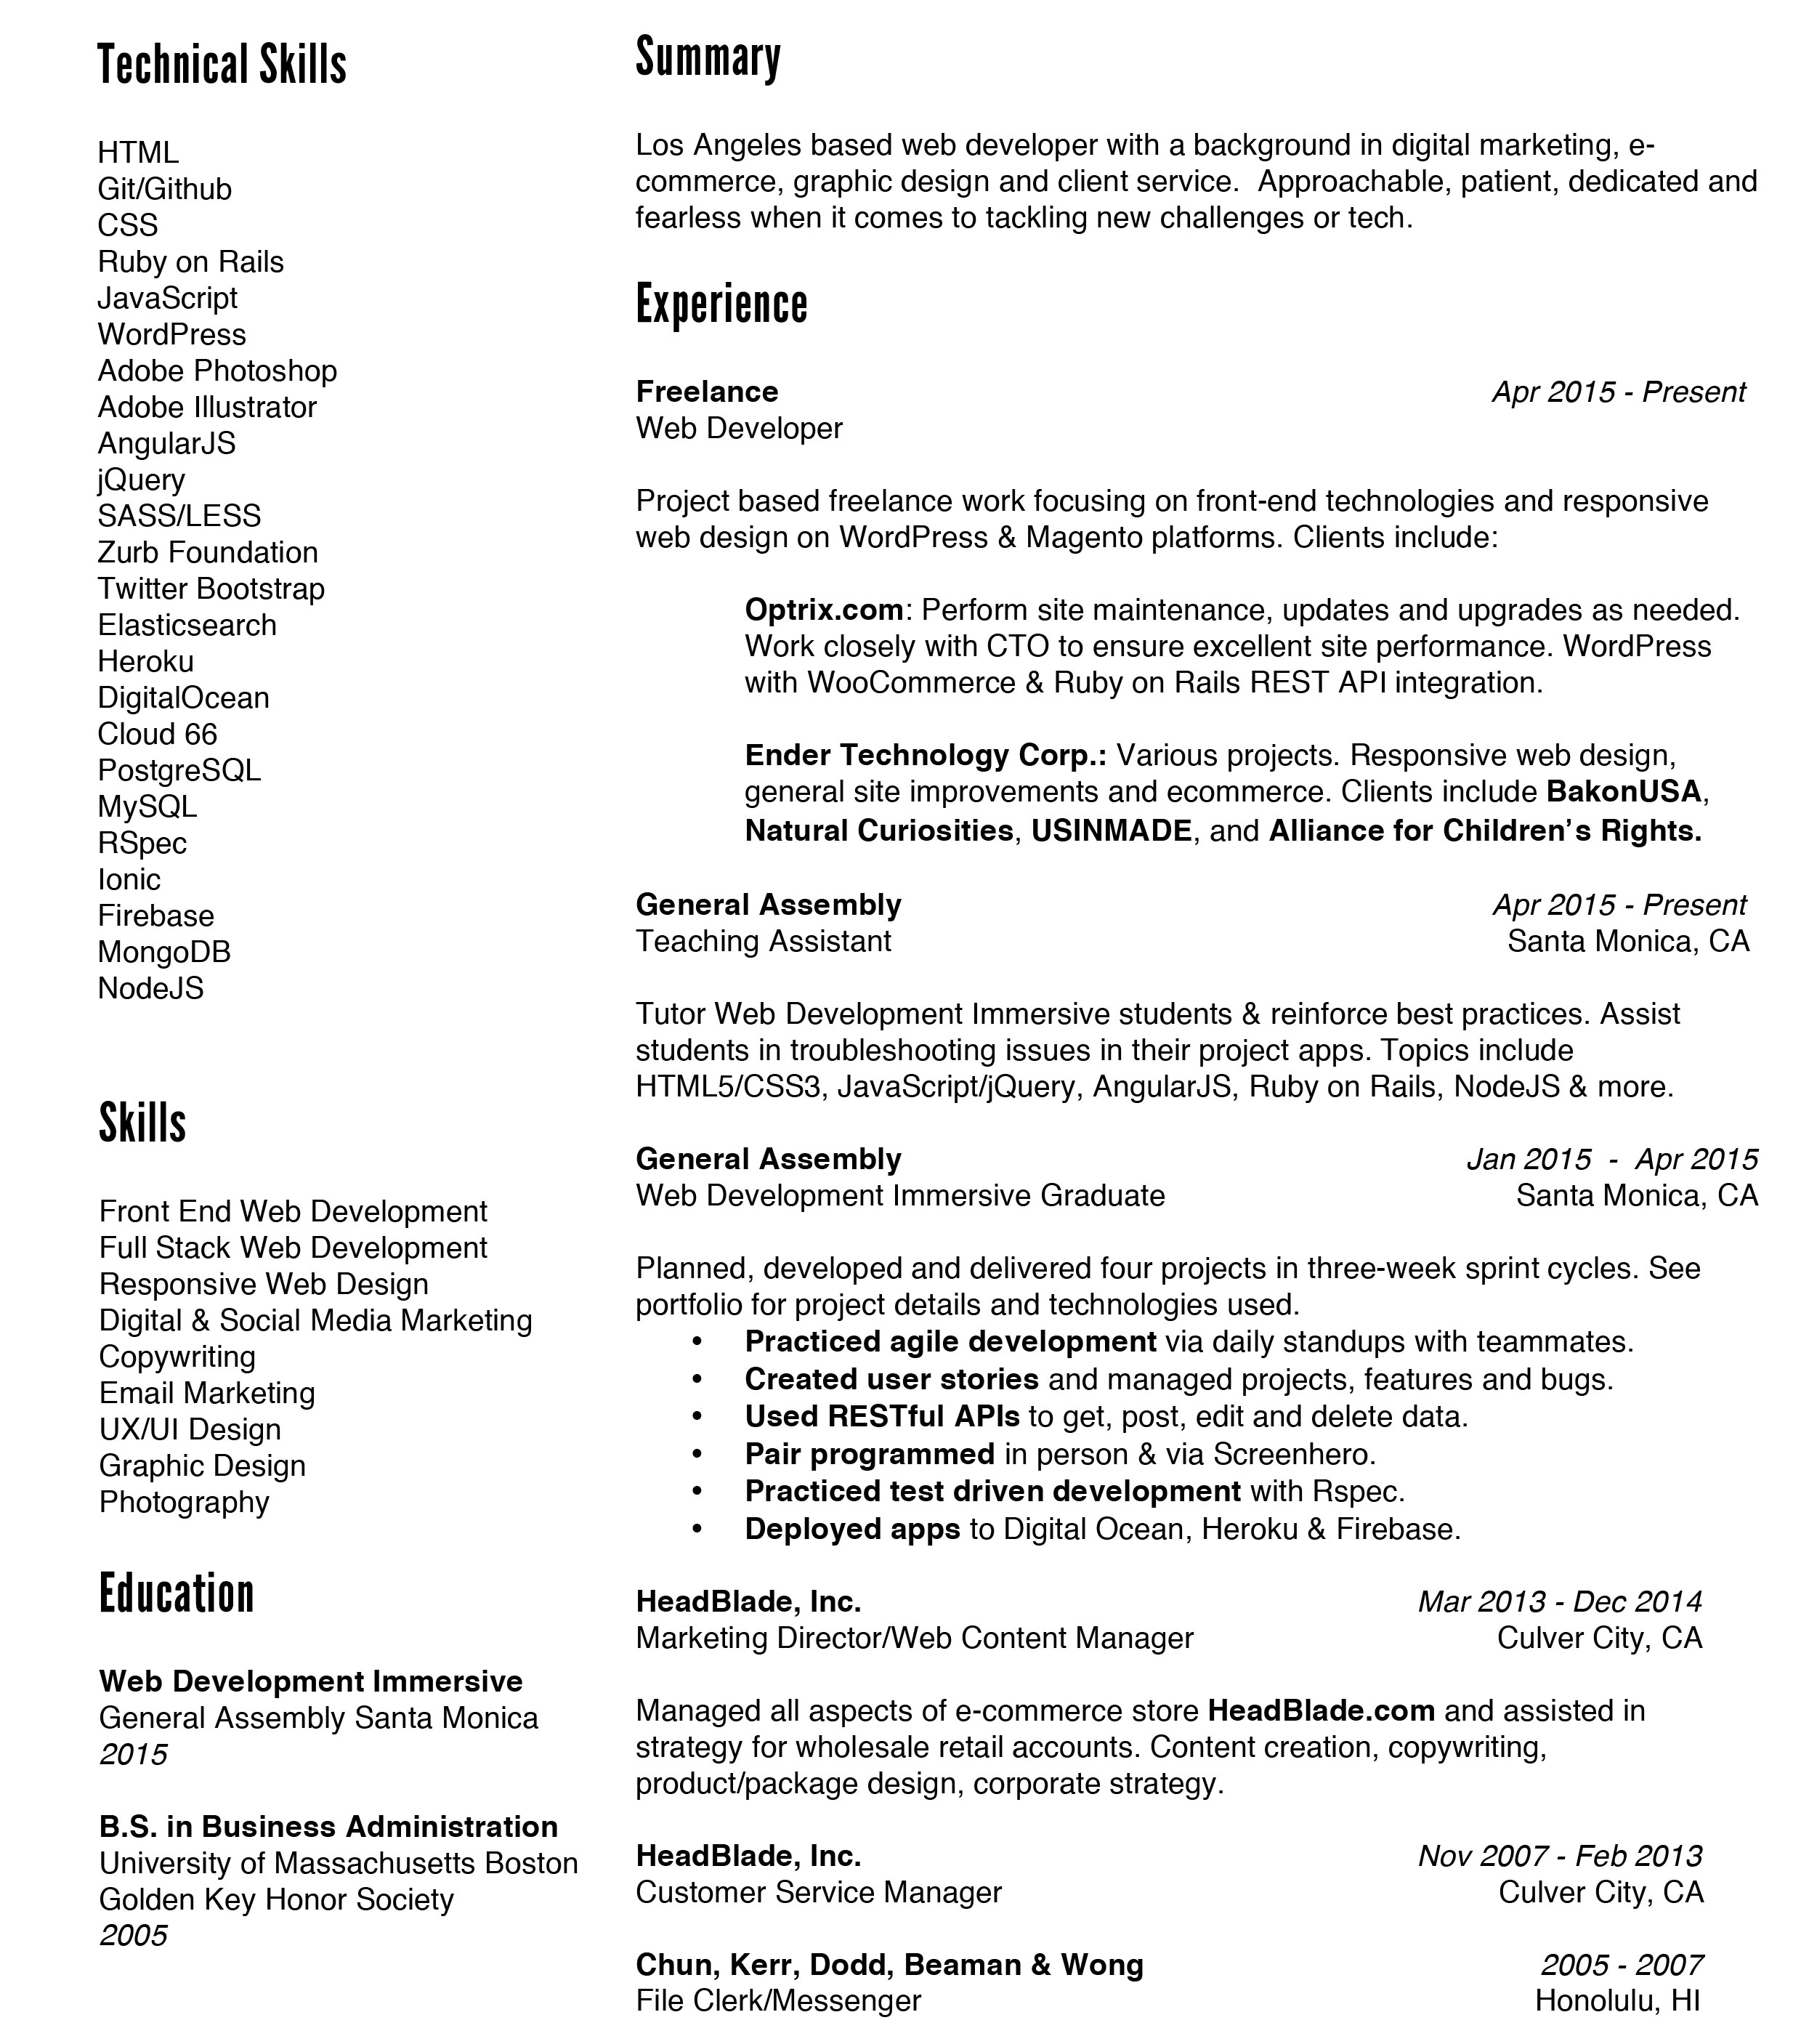 Technical Skills
HTML
Git/Github
CSS
Ruby on Rails
JavaScript
WordPress
Adobe Photoshop
Adobe Illustrator
AngularJS
jQuery
SASS/LESS
Zurb Foundation
Twitter Bootstrap
Elasticsearch
Heroku
DigitalOcean
Cloud 66
PostgreSQL
MySQL
RSpec
Ionic
Firebase
MongoDB
NodeJS
Skills
Front End Web Development
Full Stack Web Development
Responsive Web Design
Digital & Social Media Marketing
Copywriting
Email Marketing
UX/UI Design
Graphic Design
Photography
Education
Web Development Immersive
General Assembly Santa Monica
2015
B.S. in Business Administration
University of Massachusetts Boston
Golden Key Honor Society
2005
Summary
Los Angeles based web developer with a background in digital marketing, e-
commerce, graphic design and client service.  Approachable, patient, dedicated and
fearless when it comes to tackling new challenges or tech.
Experience
Freelance Apr 2015 - Present
Web Developer
Project based freelance work focusing on front-end technologies and responsive
web design on WordPress & Magento platforms. Clients include:
Optrix.com: Perform site maintenance, updates and upgrades as needed.
Work closely with CTO to ensure excellent site performance. WordPress
with WooCommerce & Ruby on Rails REST API integration.
Ender Technology Corp.: Various projects. Responsive web design,
general site improvements and ecommerce. Clients include BakonUSA,
Natural Curiosities, USINMADE, and Alliance for Children's Rights.
General Assembly Apr 2015 - Present
Teaching Assistant Santa Monica, CA
Tutor Web Development Immersive students & reinforce best practices. Assist
students in troubleshooting issues in their project apps. Topics include
HTML5/CSS3, JavaScript/jQuery, AngularJS, Ruby on Rails, NodeJS & more.
General Assembly Jan 2015  -  Apr 2015
Web Development Immersive Graduate Santa Monica, CA
Planned, developed and delivered four projects in three-week sprint cycles. See
portfolio for project details and technologies used.
• Practiced agile development via daily standups with teammates.
• Created user stories and managed projects, features and bugs.
• Used RESTful APIs to get, post, edit and delete data.
• Pair programmed in person & via Screenhero.
• Practiced test driven development with Rspec.
• Deployed apps to Digital Ocean, Heroku & Firebase.
HeadBlade, Inc. Mar 2013 - Dec 2014
Marketing Director/Web Content Manager Culver City, CA
Managed all aspects of e-commerce store HeadBlade.com and assisted in
strategy for wholesale retail accounts. Content creation, copywriting,
product/package design, corporate strategy.
HeadBlade, Inc. Nov 2007 - Feb 2013
Customer Service Manager Culver City, CA
Chun, Kerr, Dodd, Beaman & Wong 2005 - 2007
File Clerk/Messenger Honolulu, HI